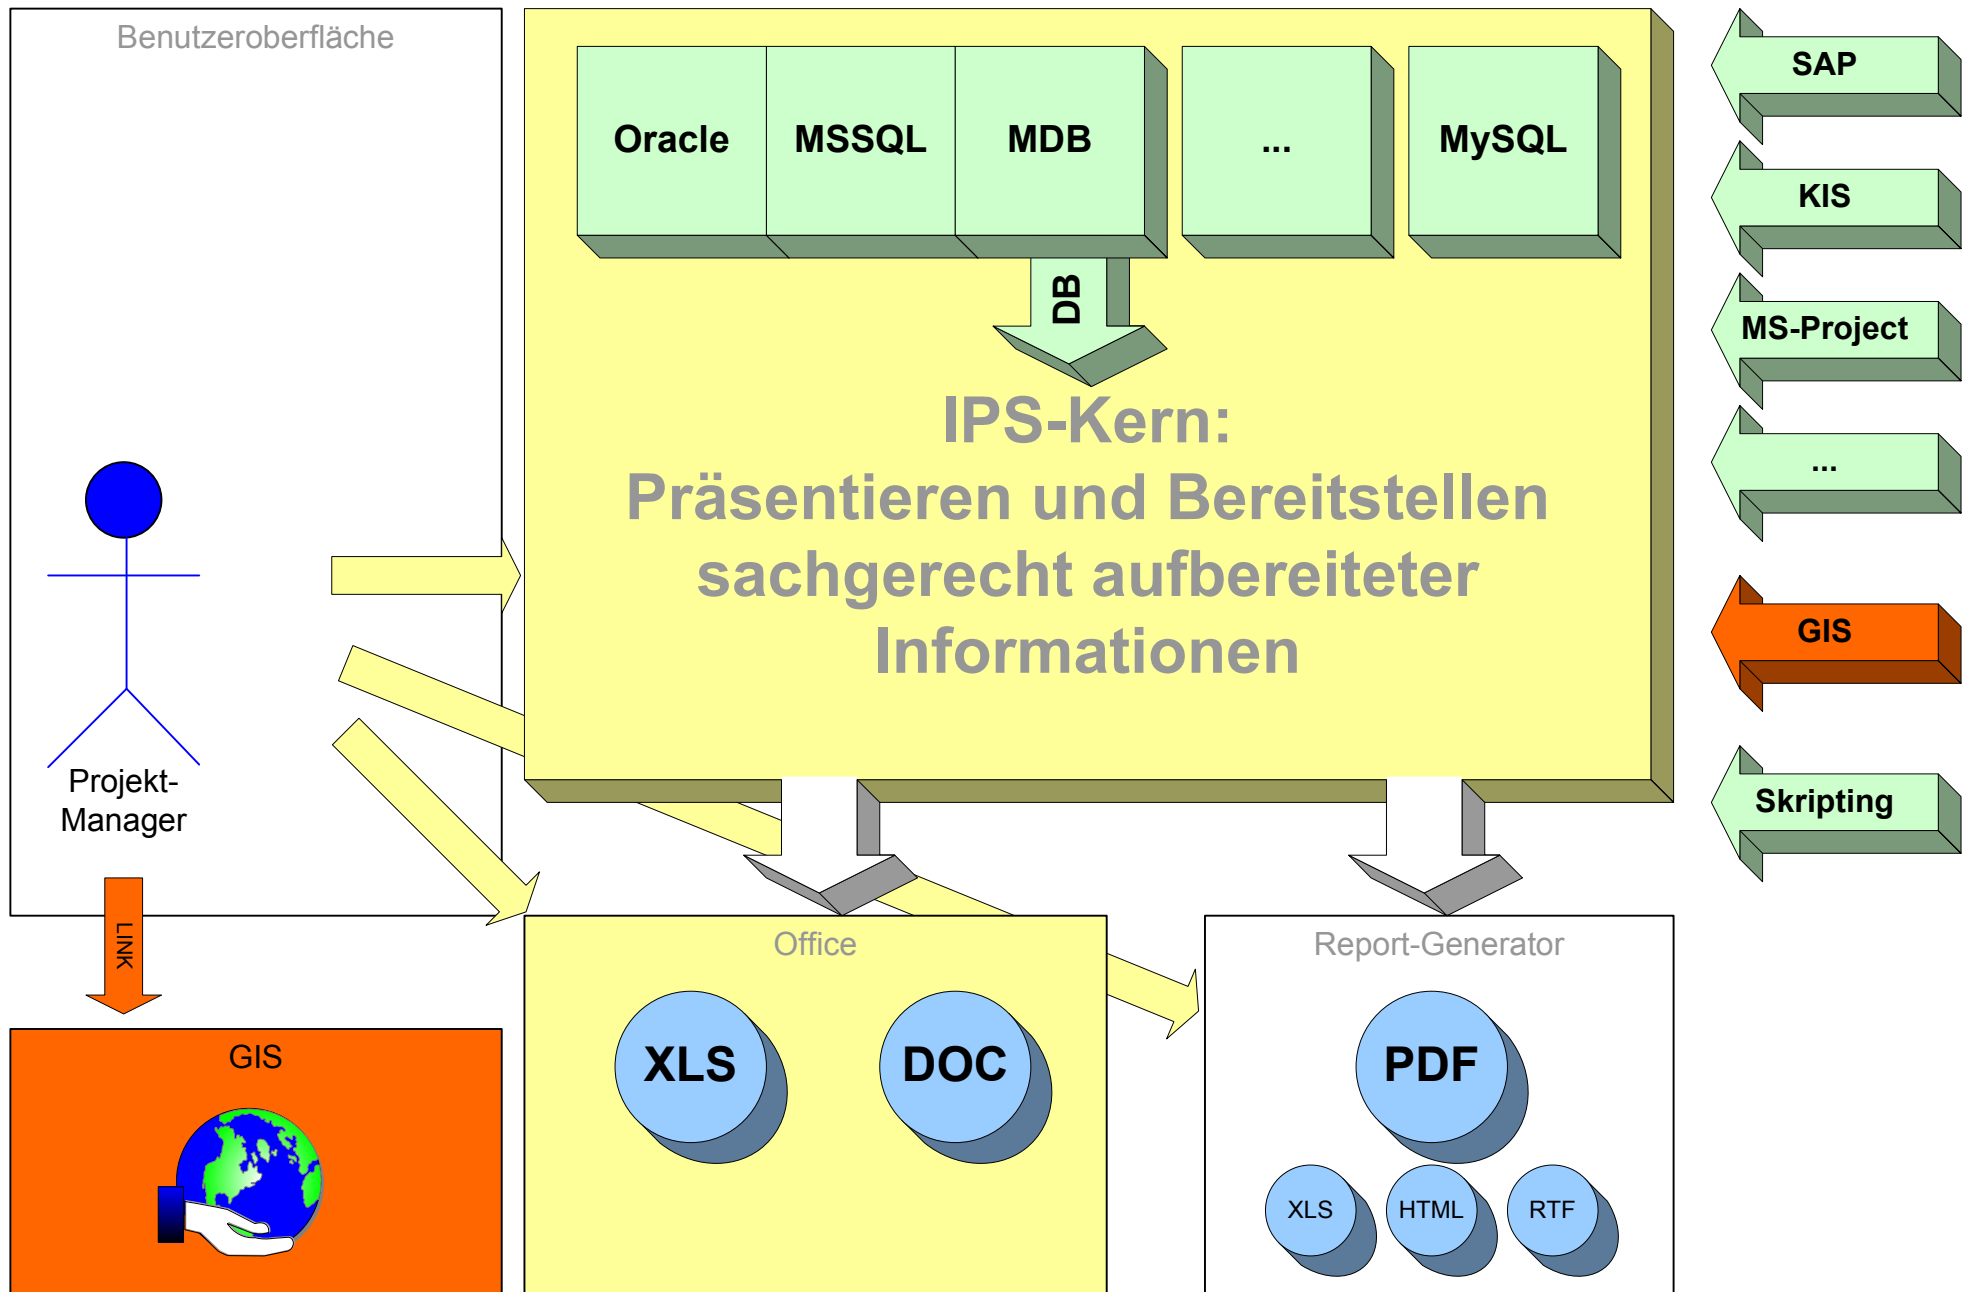 Benutzeroberfläche
Projekt-
Manager
LINK
GIS
Oracle
MSSQL
MDB
...
MySQL
DB
IPS-Kern:
Präsentieren und Bereitstellen
sachgerecht aufbereiteter
Informationen
SAP
KIS
MS-Project
...
GIS
Skripting
Office
XLS
DOC
Report-Generator
PDF
XLS
HTML
RTF